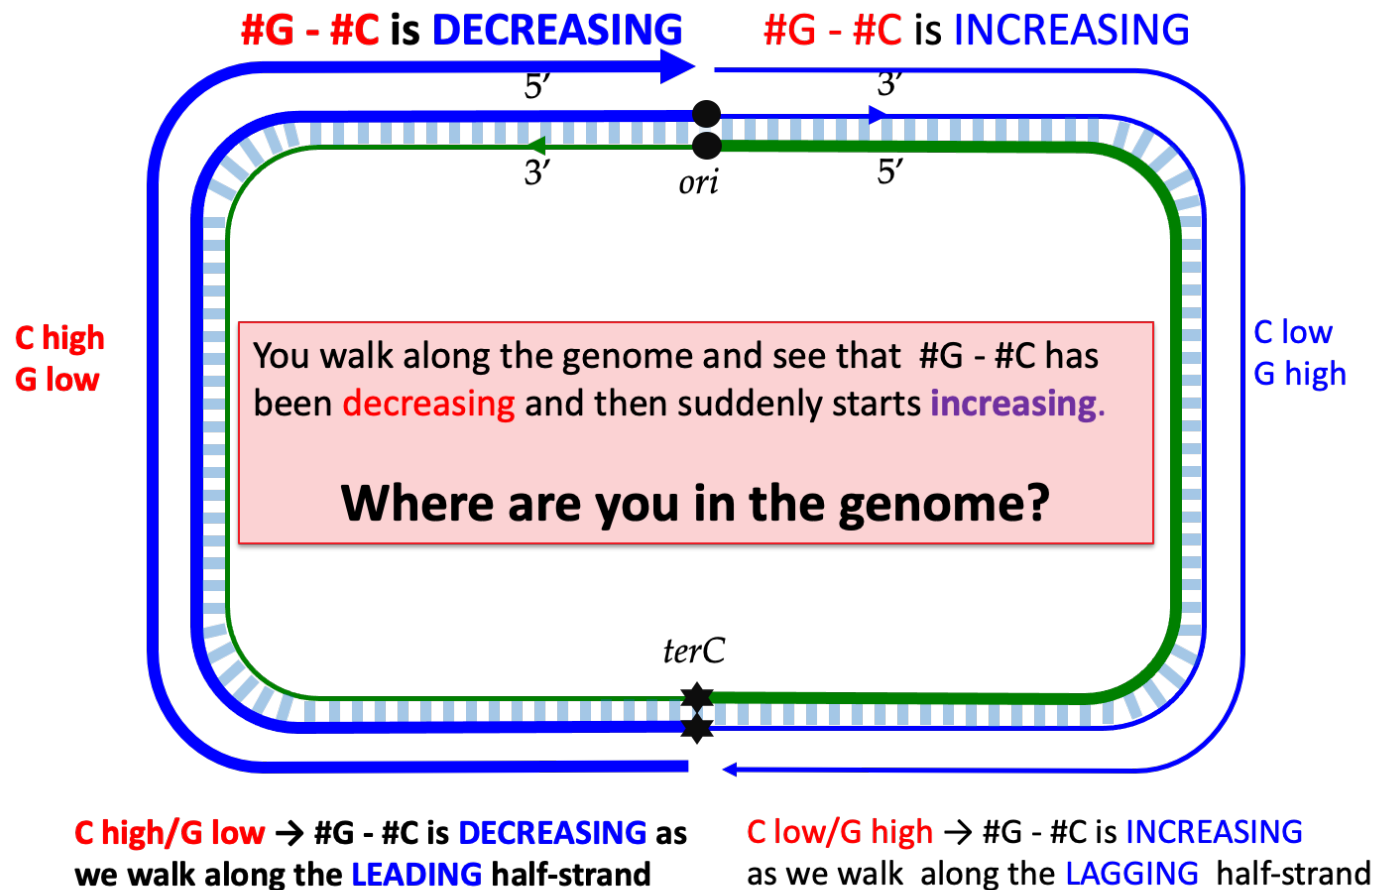 #G - #C is DECREASING
#G - #C is INCREASING
5’
3’
3’
ori
5’
C high
G low
C low
G high
You walk along the genome and see that #G - #C has
been decreasing and then suddenly starts increasing.
Where are you in the genome?
terC
C high/G low → #G - #C is DECREASING as
we walk along the LEADING half-strand
C low/G high → #G - #C is INCREASING
as we walk along the LAGGING half-strand